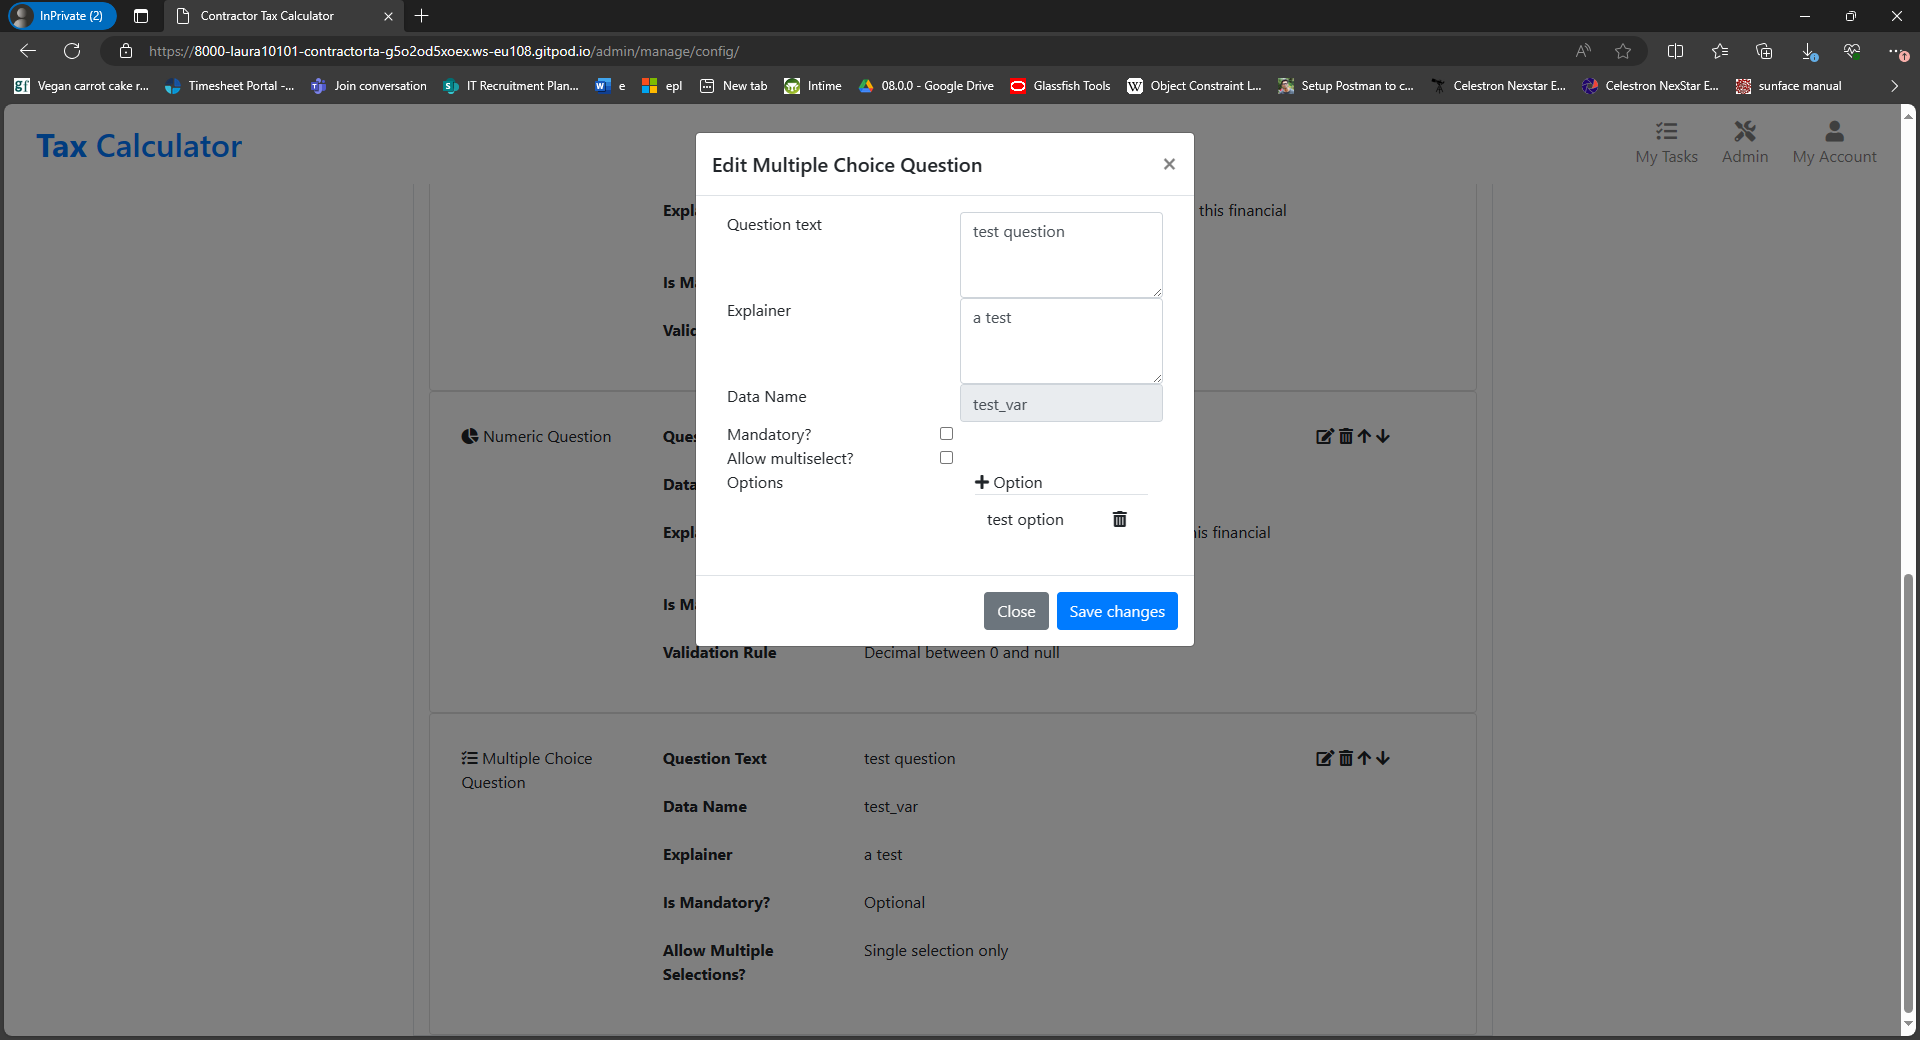 InPrivate (2)
Contractor Tax Calculator
https://8000-laura10101-contractorta-g5o2od5xoex.ws-eu108.gitpod.io/admin/manage/config/
gf Vegan carrot cake r... Timesheet Portal -... Join conversation IT Recruitment Plan... e epl New tab Intime 08.0.0 - Google Drive Glassfish Tools W Object Constraint L... Setup Postman to c... Celestron Nexstar E... Celestron NexStar E... sunface manual
Tax Calculator
My Tasks Admin My Account
Edit Multiple Choice Question
Question text
test question
Explainer
a test
Data Name
test_var
Mandatory?
Allow multiselect?
Options
Option
test option
Close Save changes
Expl
this financial
Is M
Valid
Numeric Question
Ques
Data
Expl
is financial
Is M
Validation Rule Decimal between 0 and null
Multiple Choice
Question
Question Text test question
Data Name test_var
Explainer a test
Is Mandatory? Optional
Allow Multiple
Selections?
Single selection only